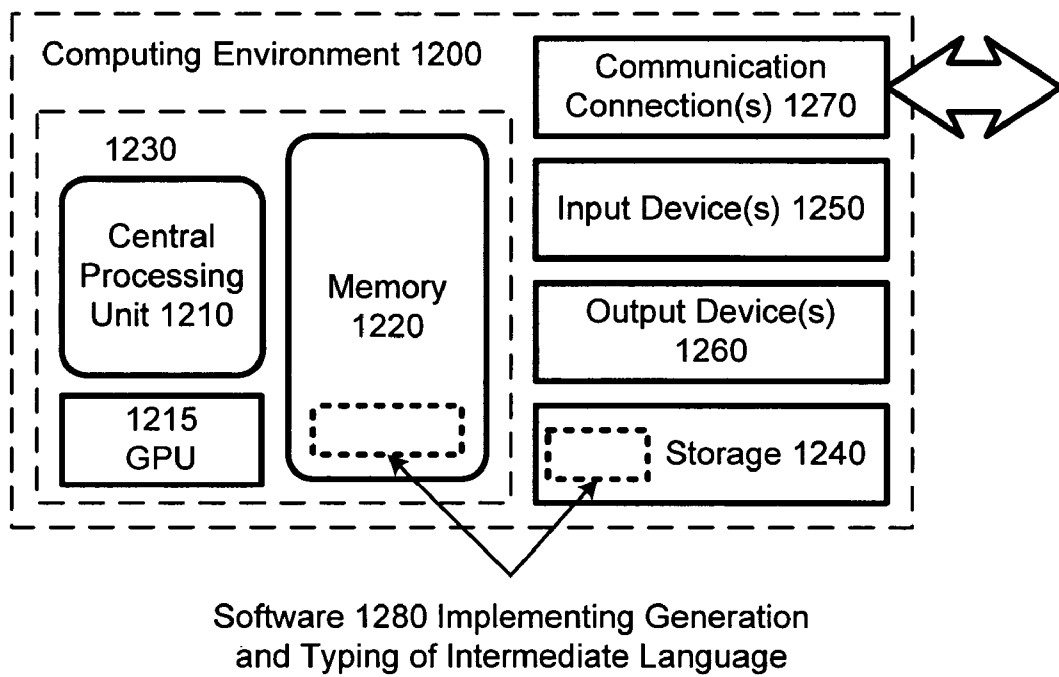 Computing Environment 1200
1230
Central
Processing
Unit 1210
1215
GPU
Memory
1220
Communication
Connection(s) 1270
Input Device(s) 1250
Output Device(s)
1260
Storage 1240
Software 1280 Implementing Generation
and Typing of Intermediate Language